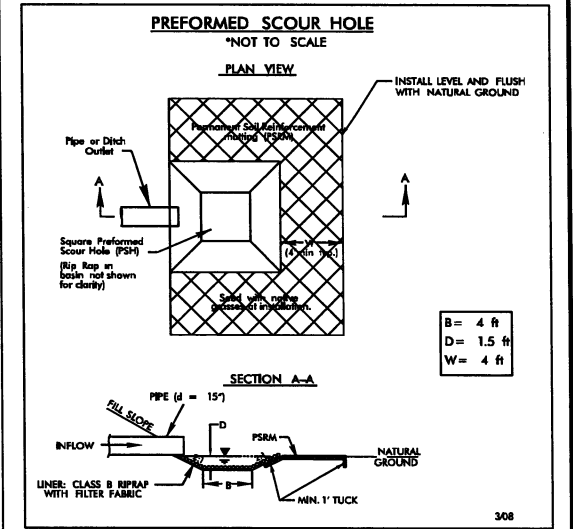 PREFORMED SCOUR HOLE
*NOT TO SCALE
PLAN VIEW
INSTALL LEVEL AND FLUSH
WITH NATURAL GROUND
Permanent Soil Reinforcement
matting (PSRM)
Pipe or Ditch
Outlet
A
A
Square Preformed
Scour Hole (PSH)
(Rip Rap in
basin not shown
for clarity)
W
(4' min typ.)
Seed with native
grasses at installation.
B= 4 ft
D= 1.5 ft
W= 4 ft
SECTION A-A
PIPE (d = 15")
FILL SLOPE
D
PSRM
INFLOW
NATURAL
GROUND
B
LINER: CLASS B RIPRAP
WITH FILTER FABRIC
MIN. 1' TUCK
3/08